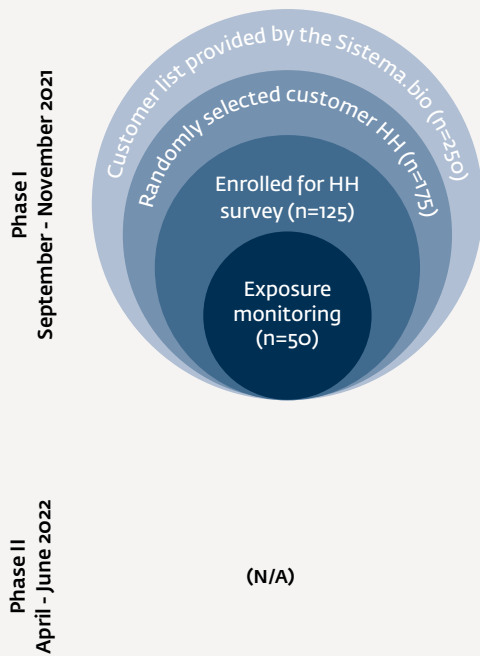 Phase I
September - November 2021
Customer list provided by the Sistema.bio (n=250)
Randomly selected customer HH (n=175)
Enrolled for HH
survey (n=125)
Exposure
monitoring
(n=50)
Phase II
April - June 2022
(N/A)